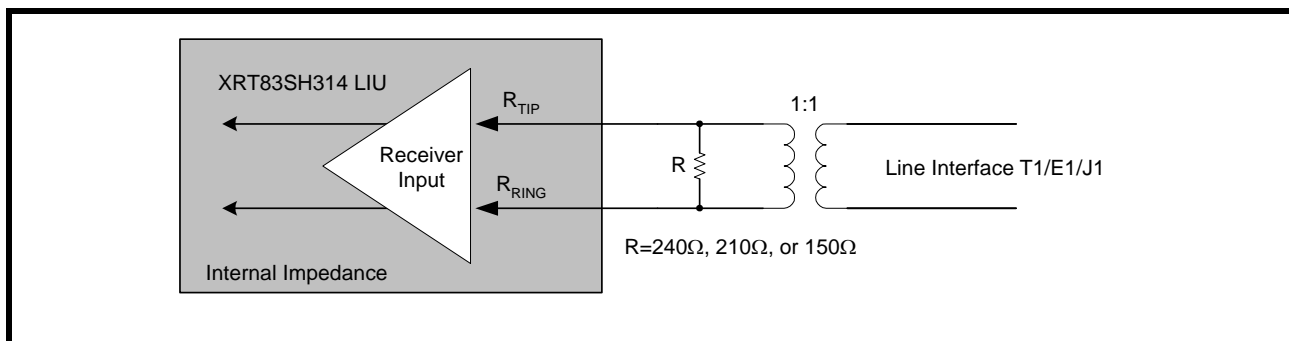 XRT83SH314 LIU
R_TIP
1:1
Receiver
Input
R
Line Interface T1/E1/J1
R_RING
R=240Ω, 210Ω, or 150Ω
Internal Impedance